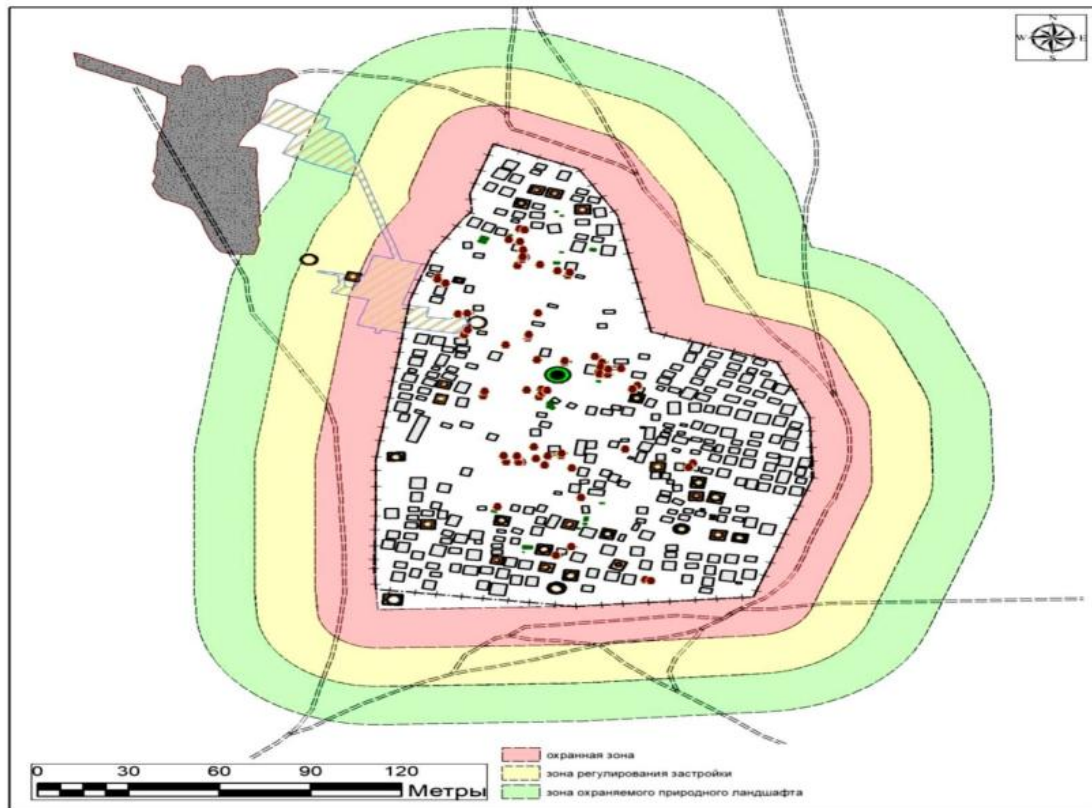 N
W E
S
охранная зона
0 30 60 90 120
Метры
зона регулирования застройки
зона охраняемого природного ландшафта